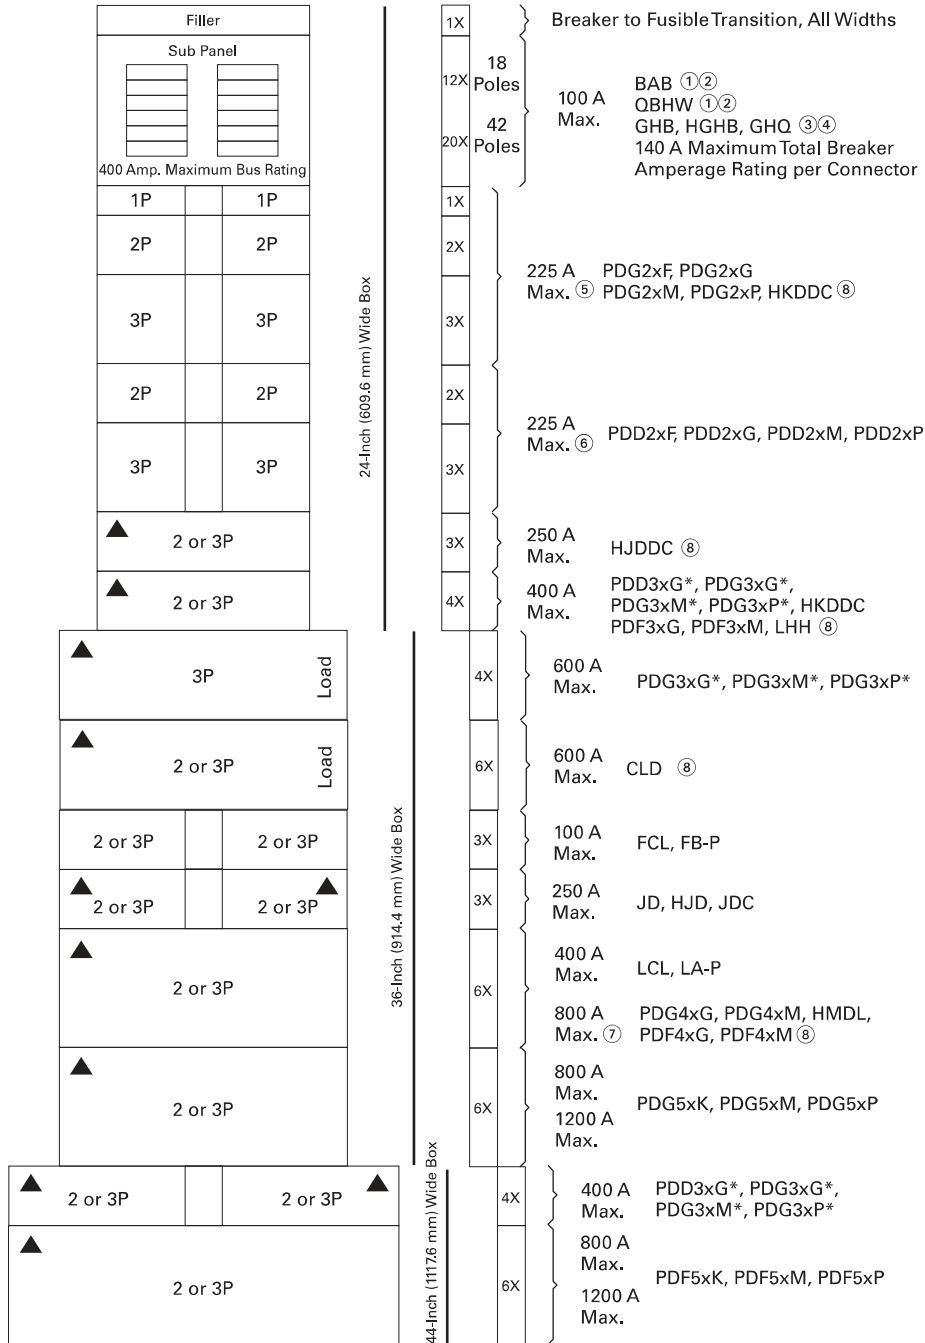 Filler
1X
Breaker to Fusible Transition, All Widths
Sub Panel
400 Amp. Maximum Bus Rating
12X
18
Poles
20X
42
Poles
100 A
Max.
BAB ①②
QBHW ①②
GHB, HGHB, GHQ ③④
140 A Maximum Total Breaker
Amperage Rating per Connector
1P
1P
1X
2P
2P
2X
3P
3P
3X
225 A
Max. ⑤
PDG2xF, PDG2xG
PDG2xM, PDG2xP, HKDDC ⑧
2P
2P
2X
3P
3P
3X
225 A
Max. ⑥
PDD2xF, PDD2xG, PDD2xM, PDD2xP
2 or 3P
3X
250 A
Max.
HJDDC ⑧
2 or 3P
4X
400 A
Max.
PDD3xG*, PDG3xG*,
PDG3xM*, PDG3xP*, HKDDC
PDF3xG, PDF3xM, LHH ⑧
24-Inch (609.6 mm) Wide Box
3P
Load
4X
600 A
Max.
PDG3xG*, PDG3xM*, PDG3xP*
2 or 3P
Load
6X
600 A
Max.
CLD ⑧
2 or 3P
2 or 3P
3X
100 A
Max.
FCL, FB-P
2 or 3P
2 or 3P
3X
250 A
Max.
JD, HJD, JDC
2 or 3P
6X
400 A
Max.
LCL, LA-P
800 A
Max. ⑦
PDG4xG, PDG4xM, HMDL,
PDF4xG, PDF4xM ⑧
2 or 3P
6X
800 A
Max.
1200 A
Max.
PDG5xK, PDG5xM, PDG5xP
36-Inch (914.4 mm) Wide Box
2 or 3P
2 or 3P
4X
400 A
Max.
PDD3xG*, PDG3xG*,
PDG3xM*, PDG3xP*
2 or 3P
6X
800 A
Max.
1200 A
Max.
PDF5xK, PDF5xM, PDF5xP
44-Inch (1117.6 mm) Wide Box